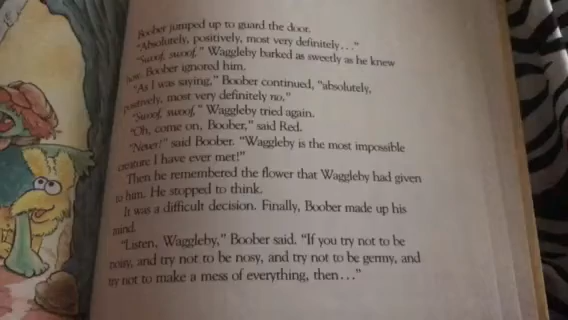 Boober jumped up to guard the door.
"Absolutely, positively, most very definitely..."
"Swoof, swoof," Waggleby barked as sweetly as he knew
how. Boober ignored him.
"As I was saying," Boober continued, "absolutely,
positively, most very definitely no."
"Swoof, swoof," Waggleby tried again.
"Oh, come on, Boober," said Red.
"Never!" said Boober. "Waggleby is the most impossible
creature I have ever met!"
Then he remembered the flower that Waggleby had given
to him. He stopped to think.
It was a difficult decision. Finally, Boober made up his
mind.
"Listen, Waggleby," Boober said. "If you try not to be
noisy, and try not to be nosy, and try not to be germy, and
try not to make a mess of everything, then..."